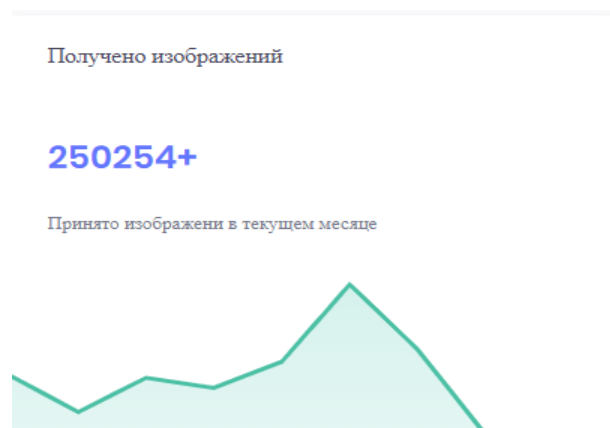 Получено изображений
250254+
Принято изображени в текущем месяце